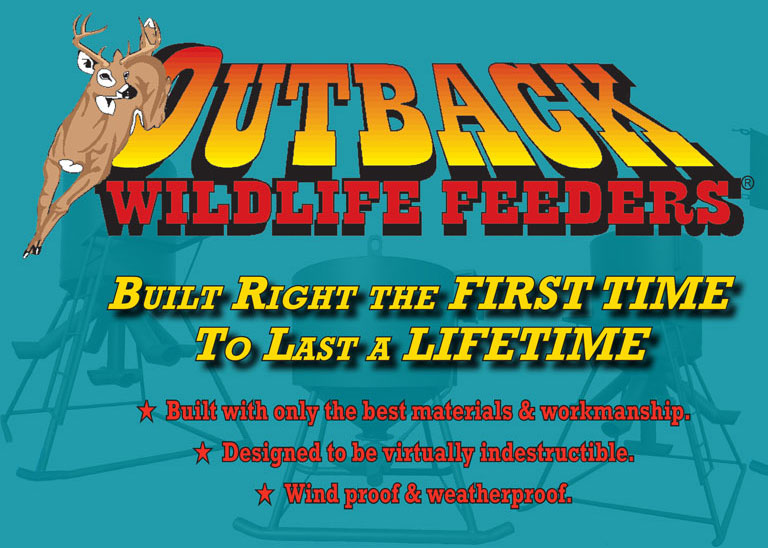 OUTBACK
WILDLIFE FEEDERS®
BUILT RIGHT THE FIRST TIME
TO LAST A LIFETIME
★ Built with only the best materials & workmanship.
★ Designed to be virtually indestructible.
★ Wind proof & weatherproof.